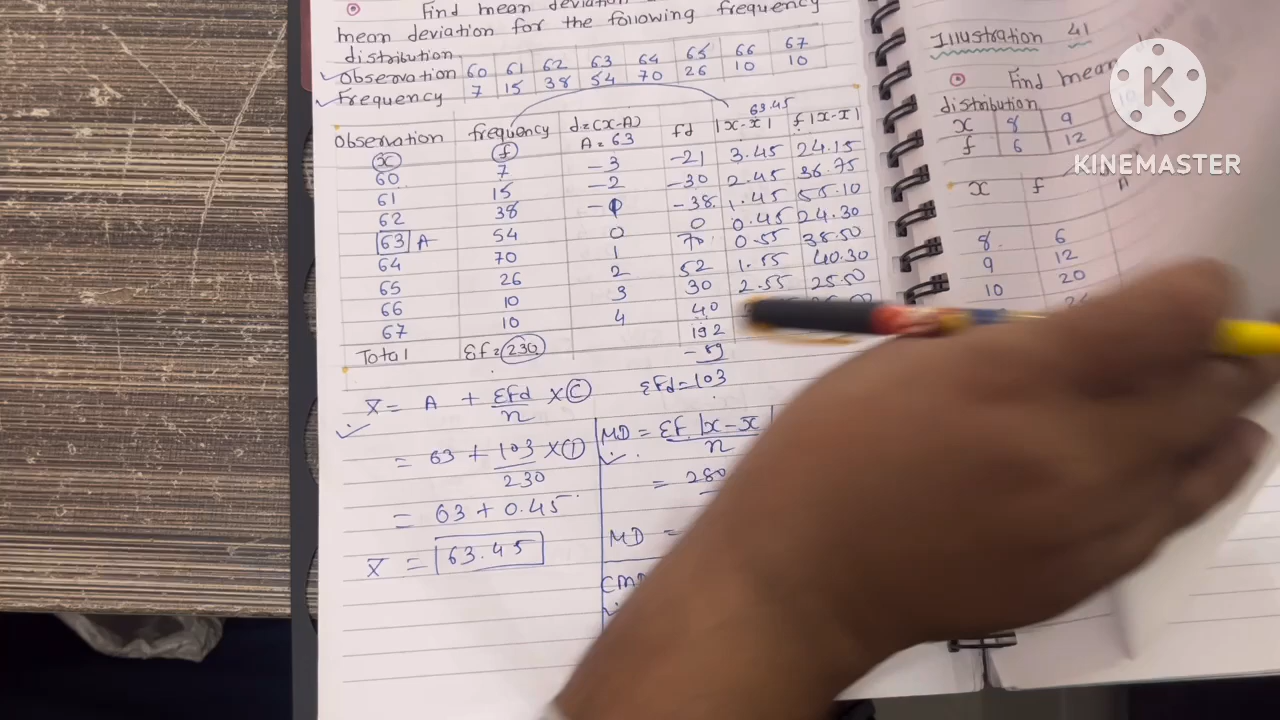 Find mean deviation
mean deviation for the following frequency
distribution
Observation 60 61 62 63 64 65 66 67
Frequency 7 15 38 54 70 26 10 10
63.45
Observation frequency d=(x-A) fd |x-x̄| f|x-x̄|
(x) (f) A = 63
60 7 -3 -21 3.45 24.15
61 15 -2 -30 2.45 36.75
62 38 -1 -38 1.45 55.10
63 A 54 0 0 0.45 24.30
64 70 1 70 0.55 38.50
65 26 2 52 1.55 40.30
66 10 3 30 2.55 25.50
67 10 4 40
192
Total Σf=230 -89
Σfd=103
x̄ = A + Σfd/n × C
= 63 + 103/230 × 1
= 63 + 0.45
x̄ = 63.45
MD = Σf |x-x̄|/n
= 280
MD =
CMD
Illustration 41
Find mean
distribution
x 8 9
f 6 12
x f
8 6
9 12
10 20
KINEMASTER